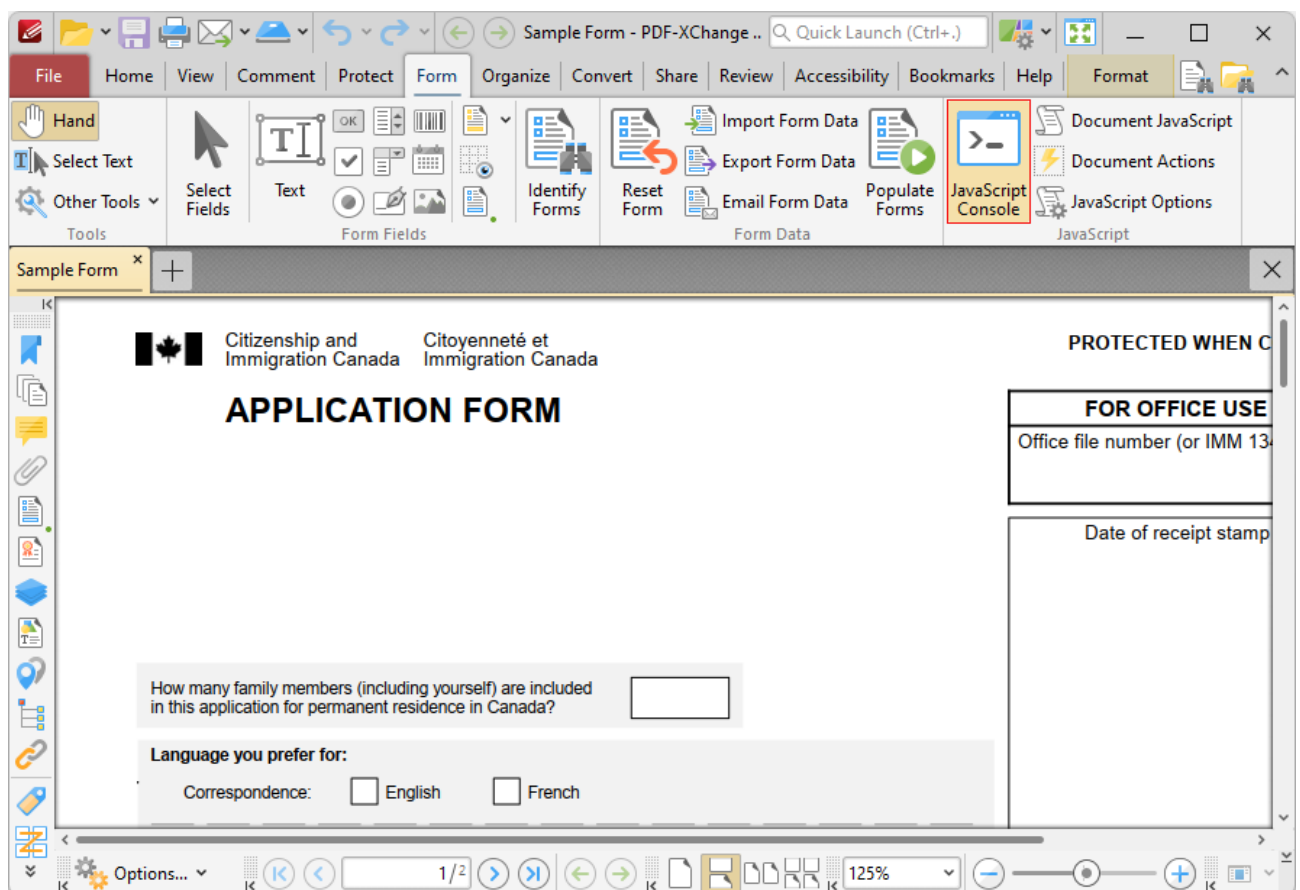 Sample Form - PDF-XChange .. Quick Launch (Ctrl+.)
File Home View Comment Protect Form Organize Convert Share Review Accessibility Bookmarks Help Format
Hand
Select Text
Other Tools
Tools
Select Fields
Text
OK
Form Fields
Identify Forms
Reset Form
Import Form Data
Export Form Data
Email Form Data
Populate Forms
Form Data
JavaScript Console
Document JavaScript
Document Actions
JavaScript Options
JavaScript
Sample Form
Citizenship and
Immigration Canada
Citoyenneté et
Immigration Canada
PROTECTED WHEN C
APPLICATION FORM
FOR OFFICE USE
Office file number (or IMM 134
Date of receipt stamp
How many family members (including yourself) are included
in this application for permanent residence in Canada?
Language you prefer for:
Correspondence: English French
Options... 1/2 125%